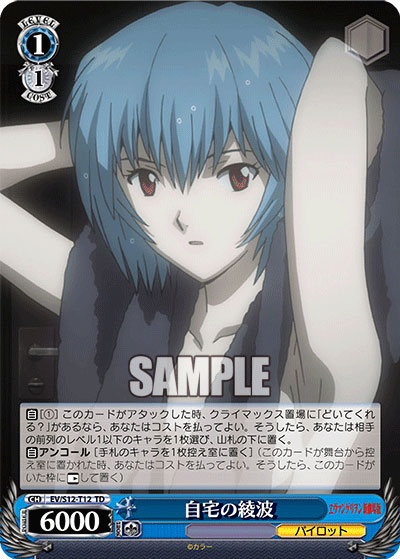 LEVEL
1
1
COST
SAMPLE
自[①] このカードがアタックした時、クライマックス置場に「どいてくれ
る？」があるなら、あなたはコストを払ってよい。そうしたら、あなたは相手
の前列のレベル1以下のキャラを1枚選び、山札の下に置く。
自アンコール [手札のキャラを1枚控え室に置く] （このカードが舞台から
控え室に置かれた時、あなたはコストを払ってよい。そうしたら、このカードが
いた枠にレストして置く）
CH EV/S12-T12 TD
POWER
6000
自宅の綾波
ヱヴァンゲリヲン 新劇場版
パイロット
©カラー